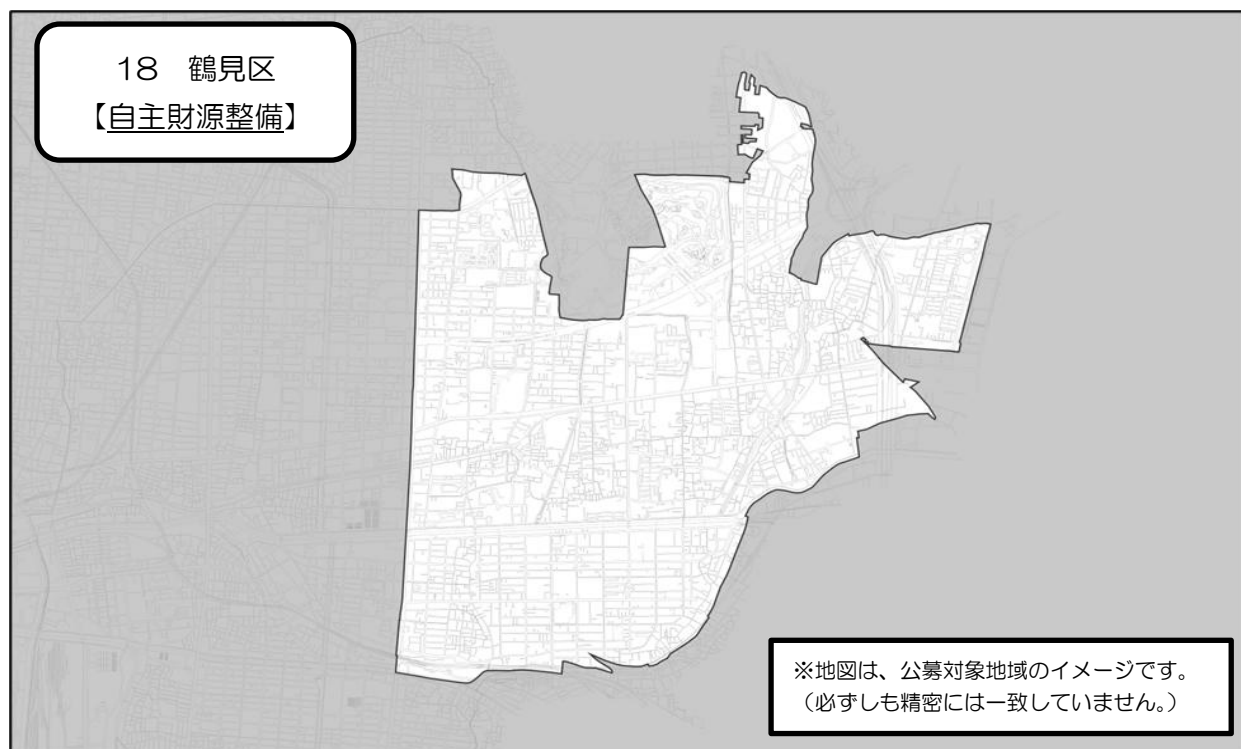 18　鶴見区
【自主財源整備】
※地図は、公募対象地域のイメージです。
（必ずしも精密には一致していません。）